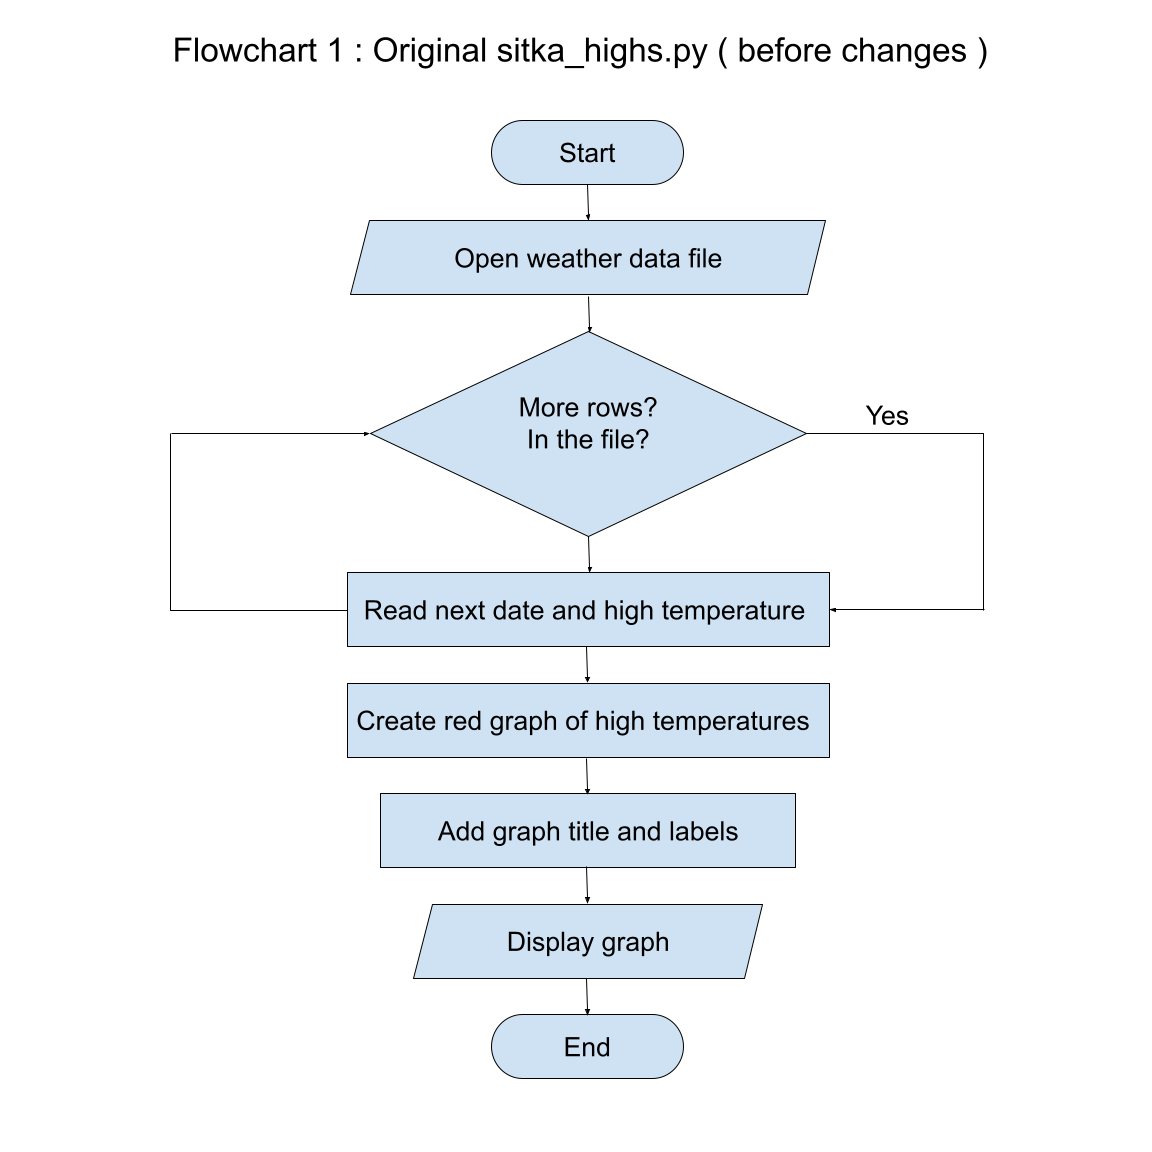 Flowchart 1 : Original sitka_highs.py ( before changes )
Start
Open weather data file
More rows?
In the file?
Yes
Read next date and high temperature
Create red graph of high temperatures
Add graph title and labels
Display graph
End